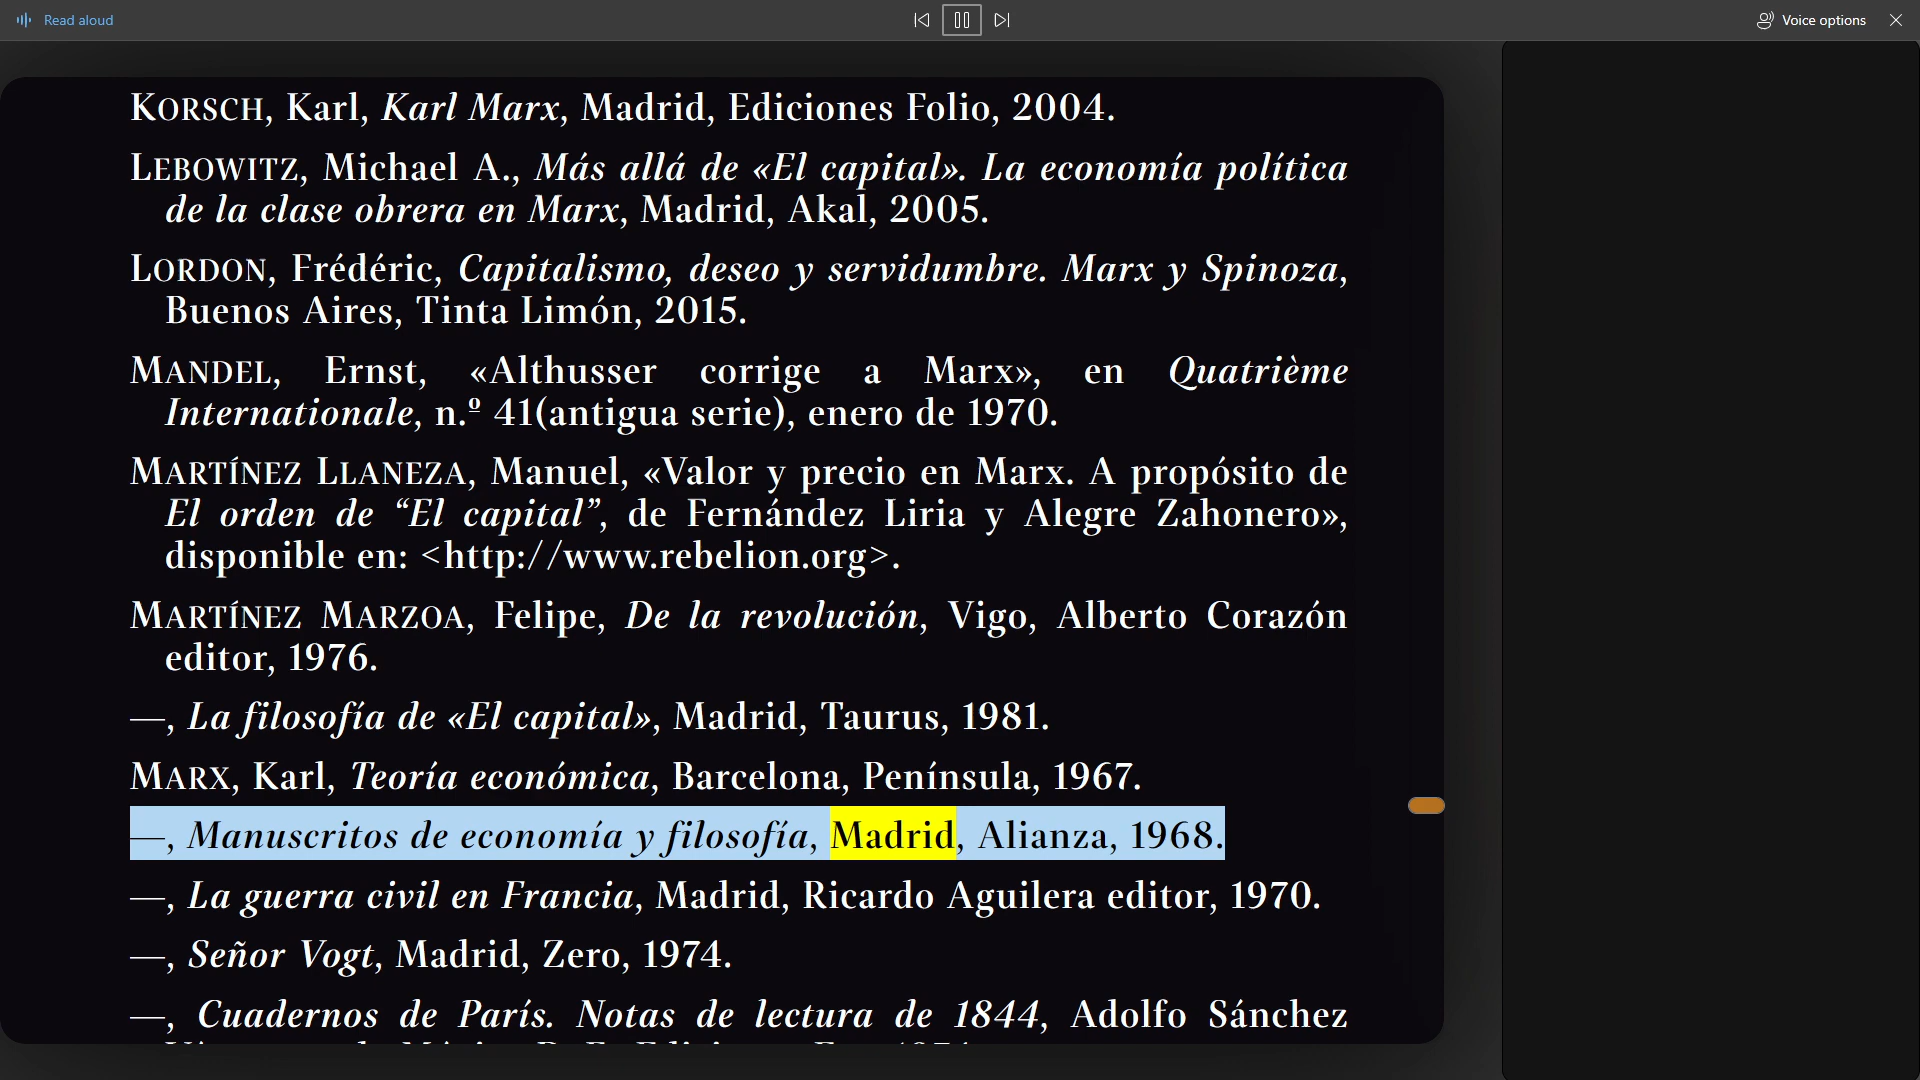 Read aloud
Voice options
KORSCH, Karl, Karl Marx, Madrid, Ediciones Folio, 2004.
LEBOWITZ, Michael A., Más allá de «El capital». La economía política
de la clase obrera en Marx, Madrid, Akal, 2005.
LORDON, Frédéric, Capitalismo, deseo y servidumbre. Marx y Spinoza,
Buenos Aires, Tinta Limón, 2015.
MANDEL, Ernst, «Althusser corrige a Marx», en Quatrième
Internationale, n.º 41(antigua serie), enero de 1970.
MARTÍNEZ LLANEZA, Manuel, «Valor y precio en Marx. A propósito de
El orden de “El capital”, de Fernández Liria y Alegre Zahonero»,
disponible en: <http://www.rebelion.org>.
MARTÍNEZ MARZOA, Felipe, De la revolución, Vigo, Alberto Corazón
editor, 1976.
—, La filosofía de «El capital», Madrid, Taurus, 1981.
MARX, Karl, Teoría económica, Barcelona, Península, 1967.
—, Manuscritos de economía y filosofía, Madrid, Alianza, 1968.
—, La guerra civil en Francia, Madrid, Ricardo Aguilera editor, 1970.
—, Señor Vogt, Madrid, Zero, 1974.
—, Cuadernos de París. Notas de lectura de 1844, Adolfo Sánchez